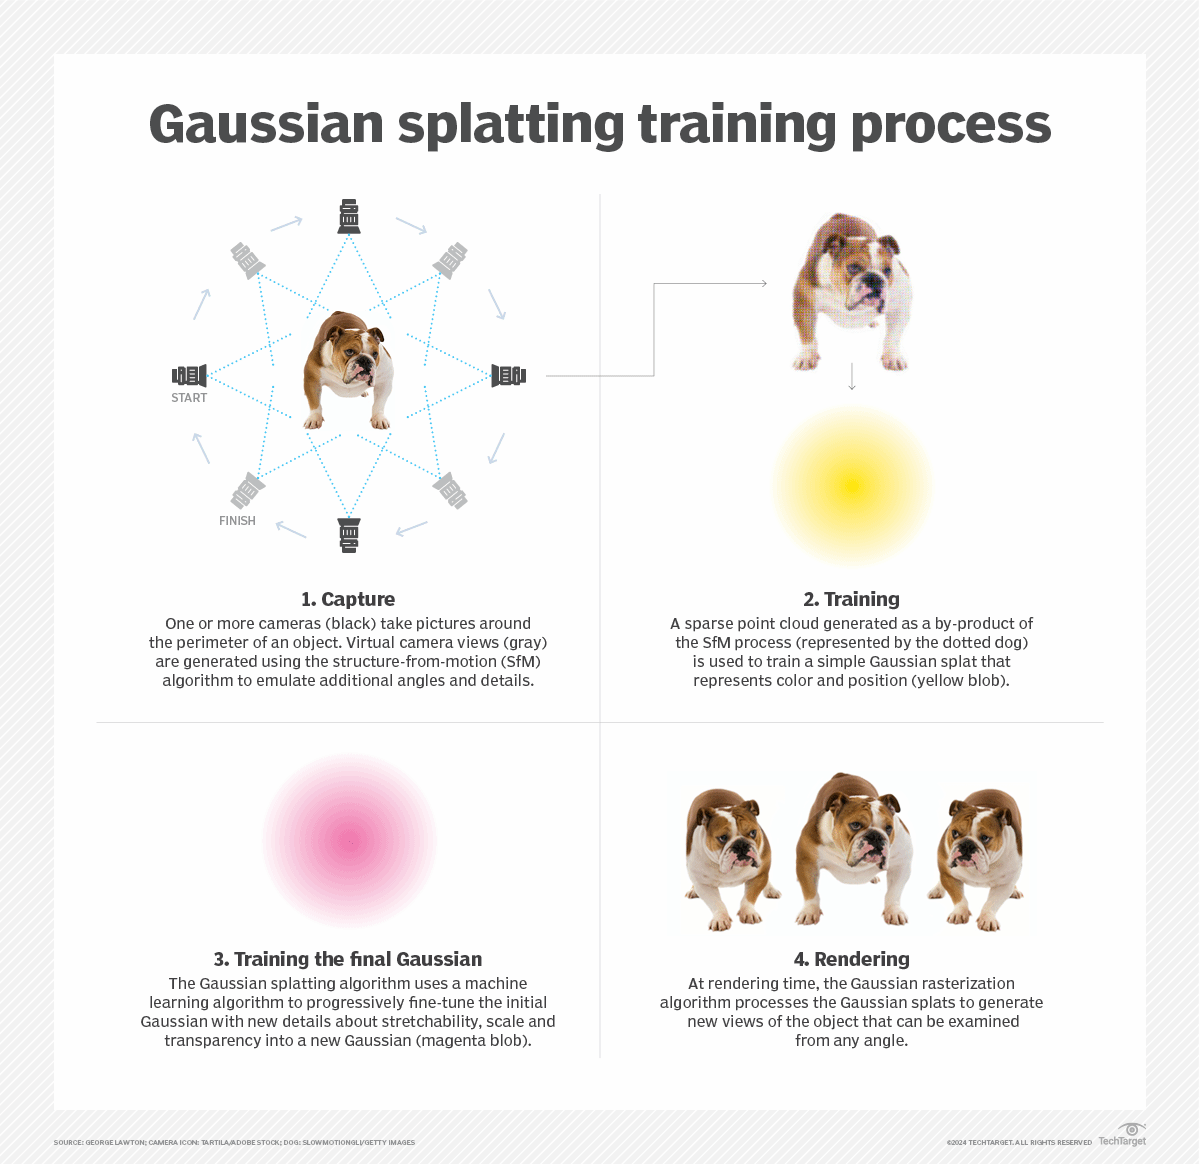 Gaussian splatting training process
START
FINISH
1. Capture
One or more cameras (black) take pictures around
the perimeter of an object. Virtual camera views (gray)
are generated using the structure-from-motion (SfM)
algorithm to emulate additional angles and details.
2. Training
A sparse point cloud generated as a by-product of
the SfM process (represented by the dotted dog)
is used to train a simple Gaussian splat that
represents color and position (yellow blob).
3. Training the final Gaussian
The Gaussian splatting algorithm uses a machine
learning algorithm to progressively fine-tune the initial
Gaussian with new details about stretchability, scale and
transparency into a new Gaussian (magenta blob).
4. Rendering
At rendering time, the Gaussian rasterization
algorithm processes the Gaussian splats to generate
new views of the object that can be examined
from any angle.
SOURCE: GEORGE LAWTON; CAMERA ICON: TARTILA/ADOBE STOCK; DOG: SLOWMOTIONGLI/GETTY IMAGES
©2024 TECHTARGET. ALL RIGHTS RESERVED
TechTarget